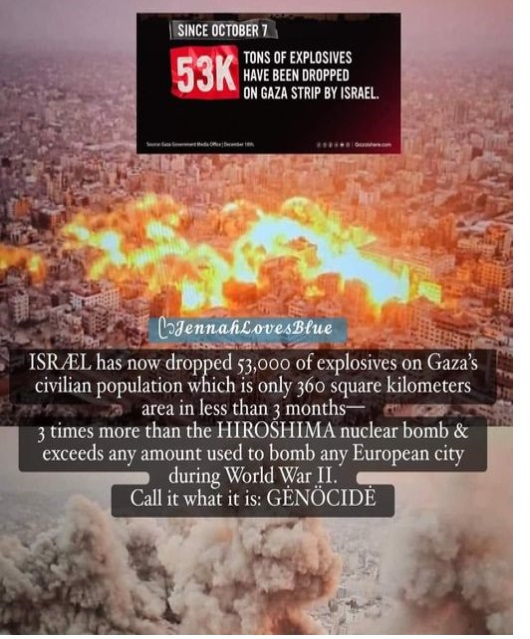 SINCE OCTOBER 7
53K
TONS OF EXPLOSIVES
HAVE BEEN DROPPED
ON GAZA STRIP BY ISRAEL.
Source: Gaza Government Media Office | December 18th.
JennahLovesBlue
ISRÆL has now dropped 53,000 of explosives on Gaza's
civilian population which is only 360 square kilometers
area in less than 3 months—
3 times more than the HIROSHIMA nuclear bomb &
exceeds any amount used to bomb any European city
during World War II.
Call it what it is: GĖNÖCIDĖ